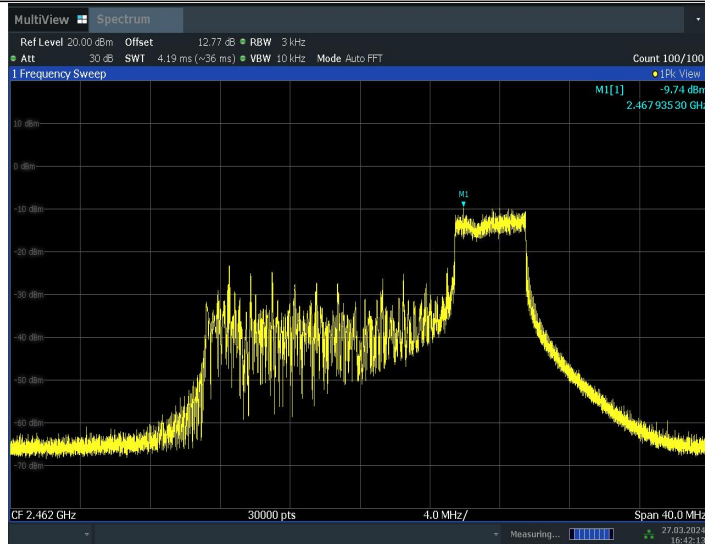 MultiView Spectrum
Ref Level 20.00 dBm Offset 12.77 dB RBW 3 kHz
Att 30 dB SWT 4.19 ms (~36 ms) VBW 10 kHz Mode Auto FFT Count 100/100
1 Frequency Sweep 1Pk View
M1[1] -9.74 dBm
2.467 935 30 GHz
10 dBm
0 dBm
M1
-10 dBm
-20 dBm
-30 dBm
-40 dBm
-50 dBm
-60 dBm
-70 dBm
CF 2.462 GHz 30000 pts 4.0 MHz/ Span 40.0 MHz
Measuring... 27.03.2024
16:42:13